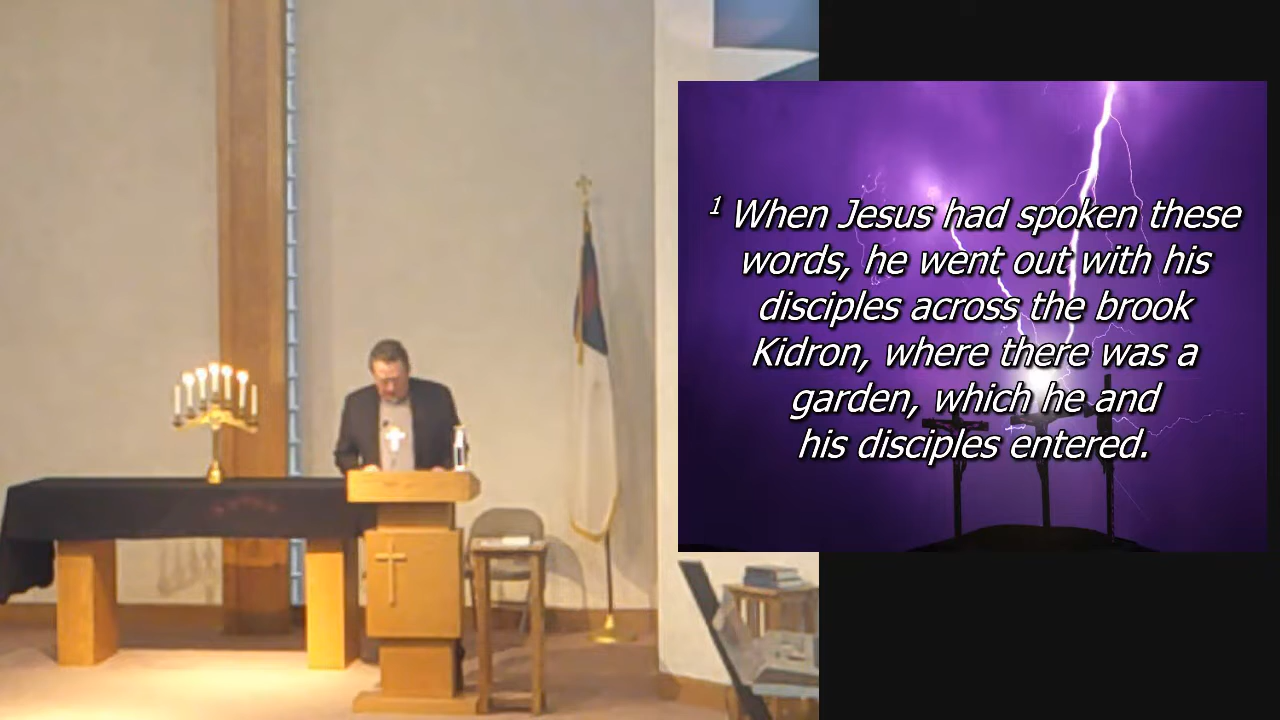 1 When Jesus had spoken these
words, he went out with his
disciples across the brook
Kidron, where there was a
garden, which he and
his disciples entered.